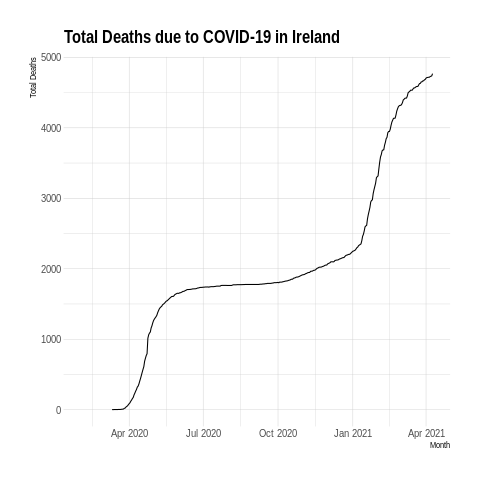 Total Deaths due to COVID-19 in Ireland
Total Deaths
5000
4000
3000
2000
1000
0
Apr 2020 Jul 2020 Oct 2020 Jan 2021 Apr 2021
Month